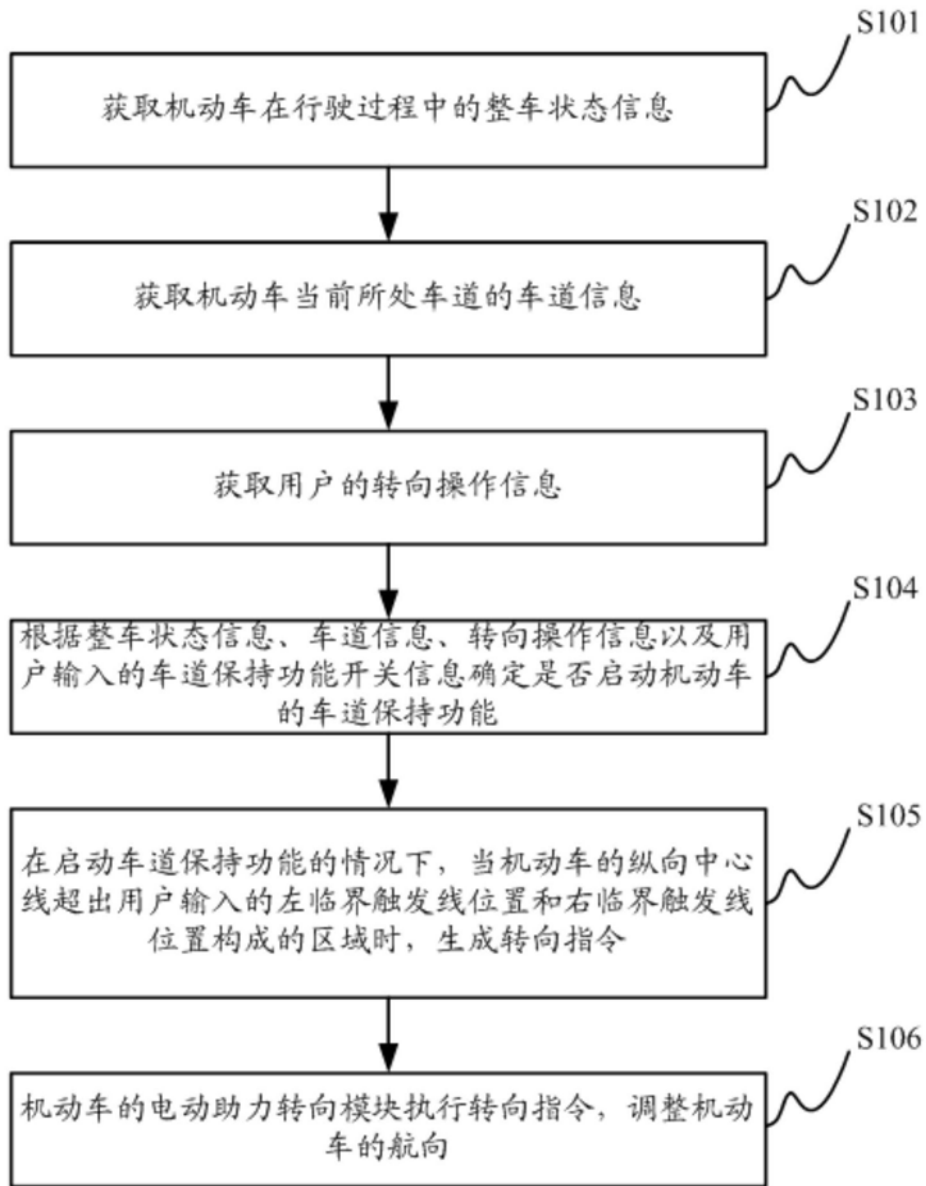 S101
获取机动车在行驶过程中的整车状态信息
S102
获取机动车当前所处车道的车道信息
S103
获取用户的转向操作信息
S104
根据整车状态信息、车道信息、转向操作信息以及用
户输入的车道保持功能开关信息确定是否启动机动车
的车道保持功能
S105
在启动车道保持功能的情况下，当机动车的纵向中心
线超出用户输入的左临界触发线位置和右临界触发线
位置构成的区域时，生成转向指令
S106
机动车的电动助力转向模块执行转向指令，调整机动
车的航向